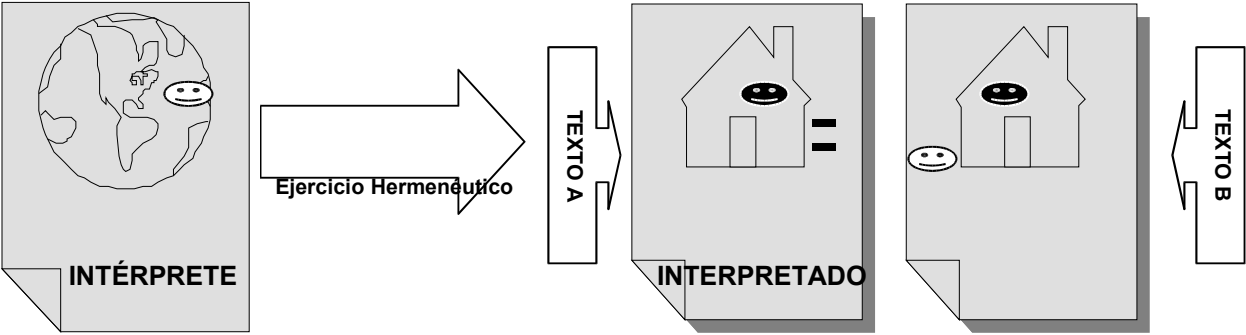 INTÉRPRETE
Ejercicio Hermenéutico
TEXTO A
INTERPRETADO
TEXTO B